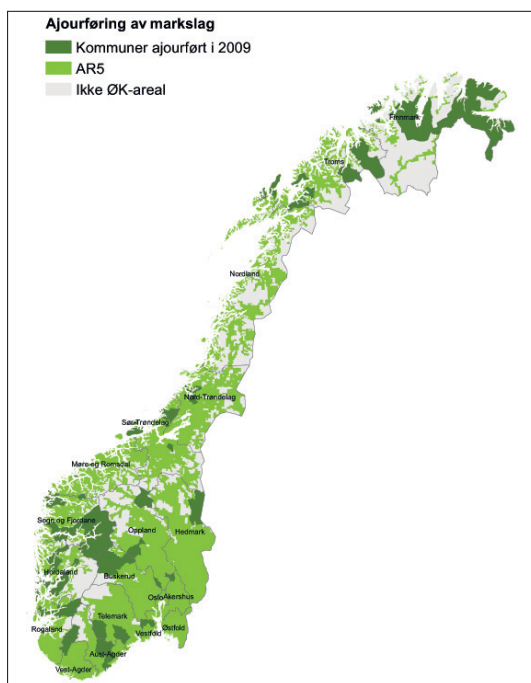 Ajourføring av markslag
Kommuner ajourført i 2009
AR5
Ikke ØK-areal
Finnmark
Troms
Nordland
Nord-Trøndelag
Sør-Trøndelag
Møre og Romsdal
Sogn og Fjordane
Oppland
Hedmark
Hordaland
Buskerud
Oslo
Akershus
Telemark
Rogaland
Vestfold
Østfold
Aust-Agder
Vest-Agder